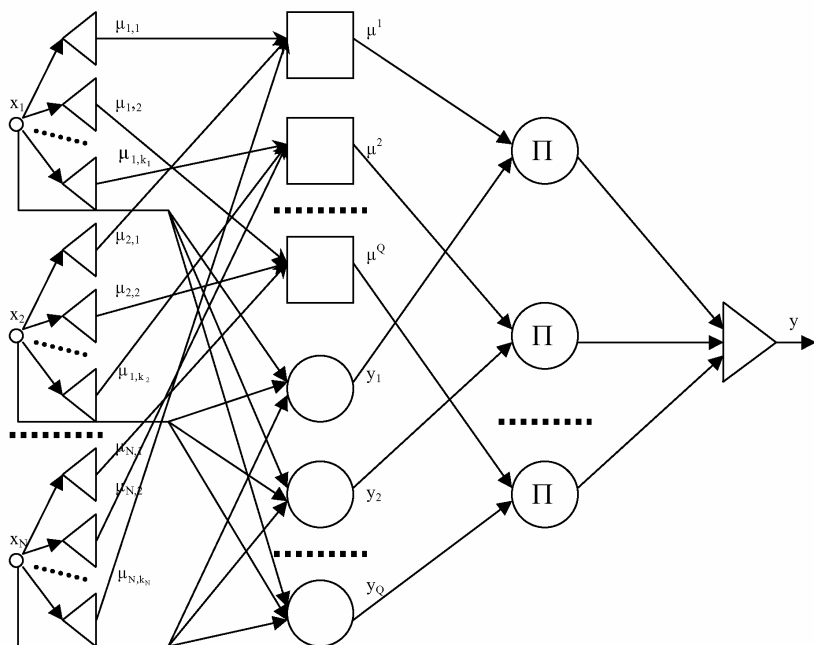 μ1,1
μ1,2
x1
μ1,k1
μ2,1
μ2,2
x2
μ1,k2
μN,1
μN,2
xN
μN,kN
μ1
μ2
μQ
y1
y2
yQ
Π
Π
Π
y